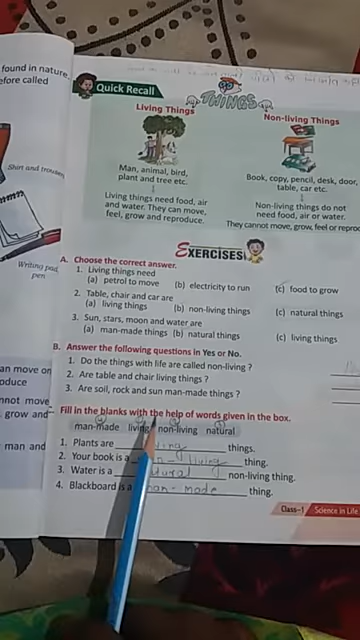 found in nature,
efore called
Quick Recall
THINGS
Living Things
Non-living Things
Man, animal, bird,
plant and tree etc.
Book, copy, pencil, desk, door,
table, car etc.
Living things need food, air
and water. They can move,
feel, grow and reproduce.
Non-living things do not
need food, air or water.
They cannot move, grow, feel or repro
Shirt and trouse
Writing pad
pen
EXERCISES
A. Choose the correct answer.
1. Living things need
(a) petrol to move (b) electricity to run (c) food to grow
2. Table, chair and car are
(a) living things (b) non-living things (c) natural things
3. Sun, stars, moon and water are
(a) man-made things (b) natural things (c) living things
B. Answer the following questions in Yes or No.
1. Do the things with life are called non-living ?
2. Are table and chair living things ?
3. Are soil, rock and sun man-made things ?
an move on
oduce
nnot move
grow and
man and
Fill in the blanks with the help of words given in the box.
man-made living non-living natural
1. Plants are things.
2. Your book is a living thing.
3. Water is a non-living thing.
4. Blackboard is a man-made thing.
Class-1 Science in Life